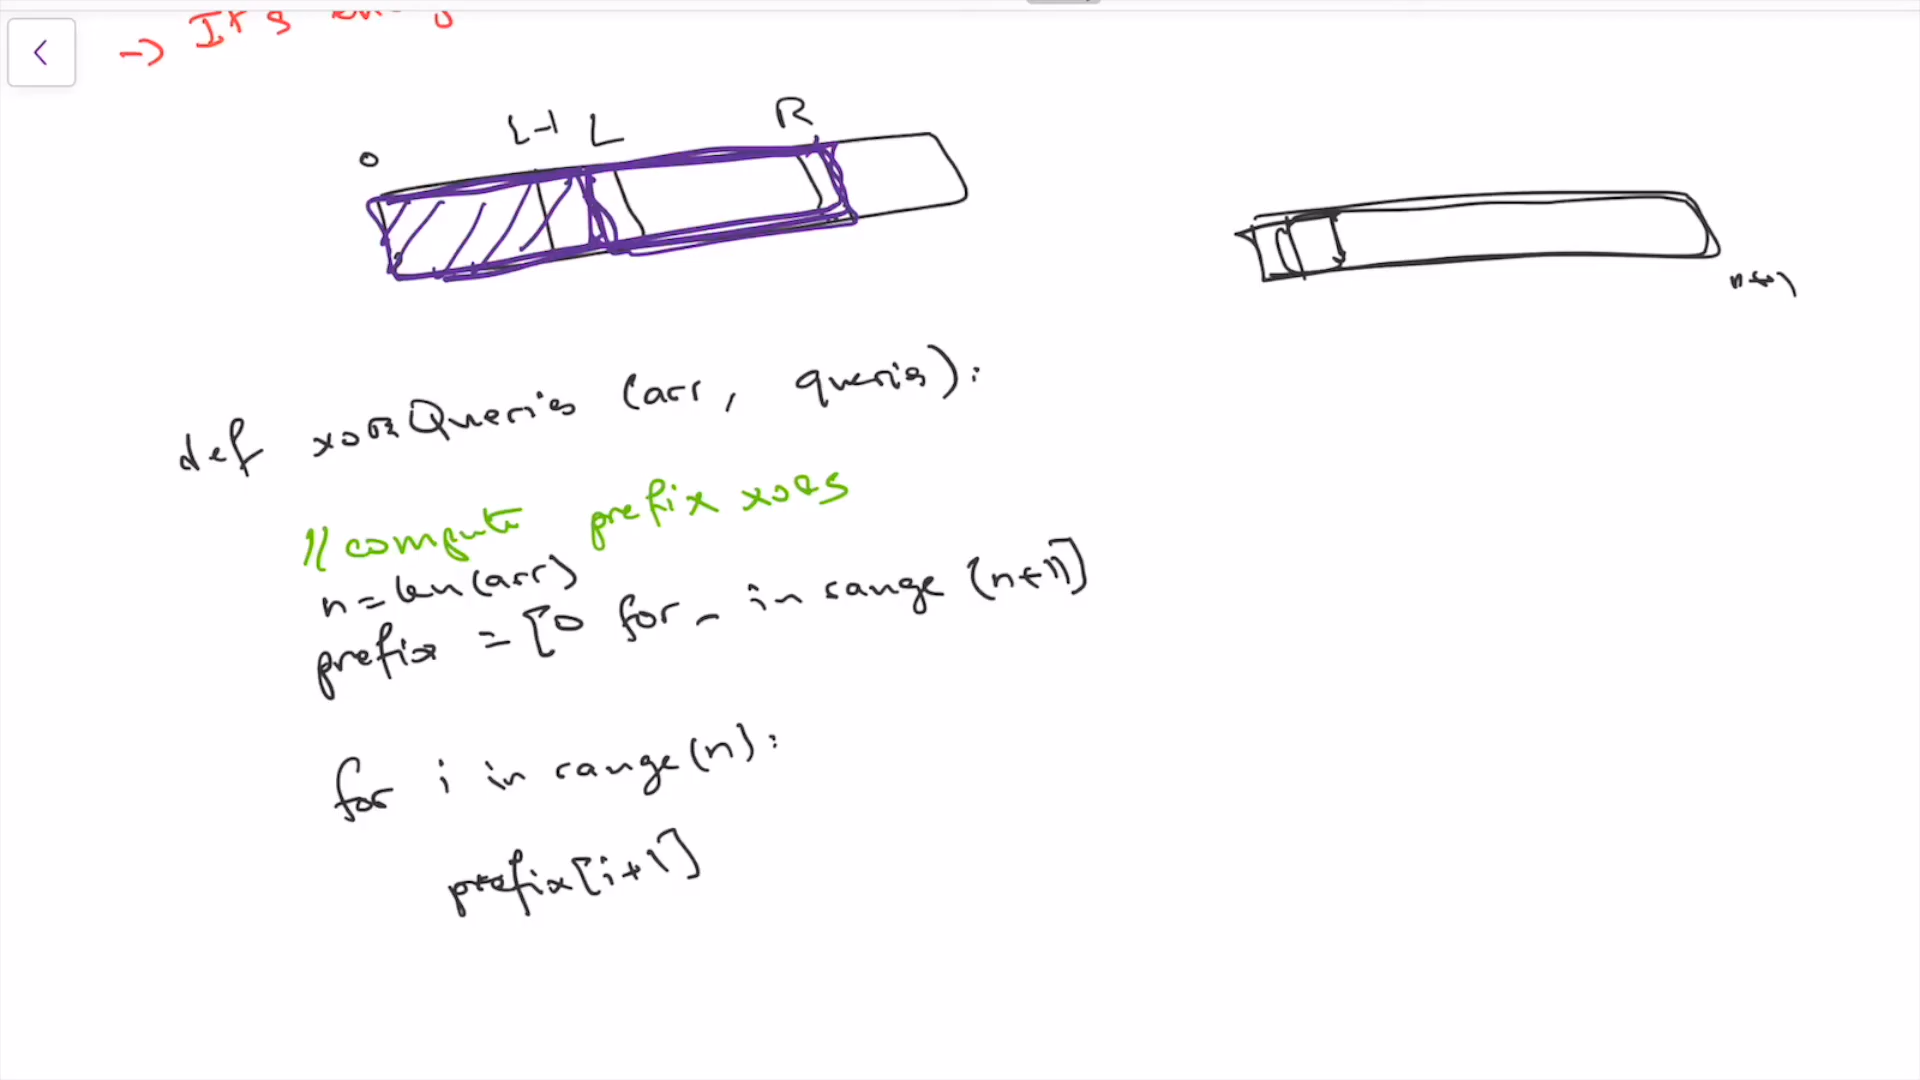 -> It's
0 L-1 L R
n+1
def xorQueries (arr, queries):
// compute prefix xors
n = len(arr)
prefix = [0 for _ in range (n+1)]
for i in range(n):
prefix[i+1]